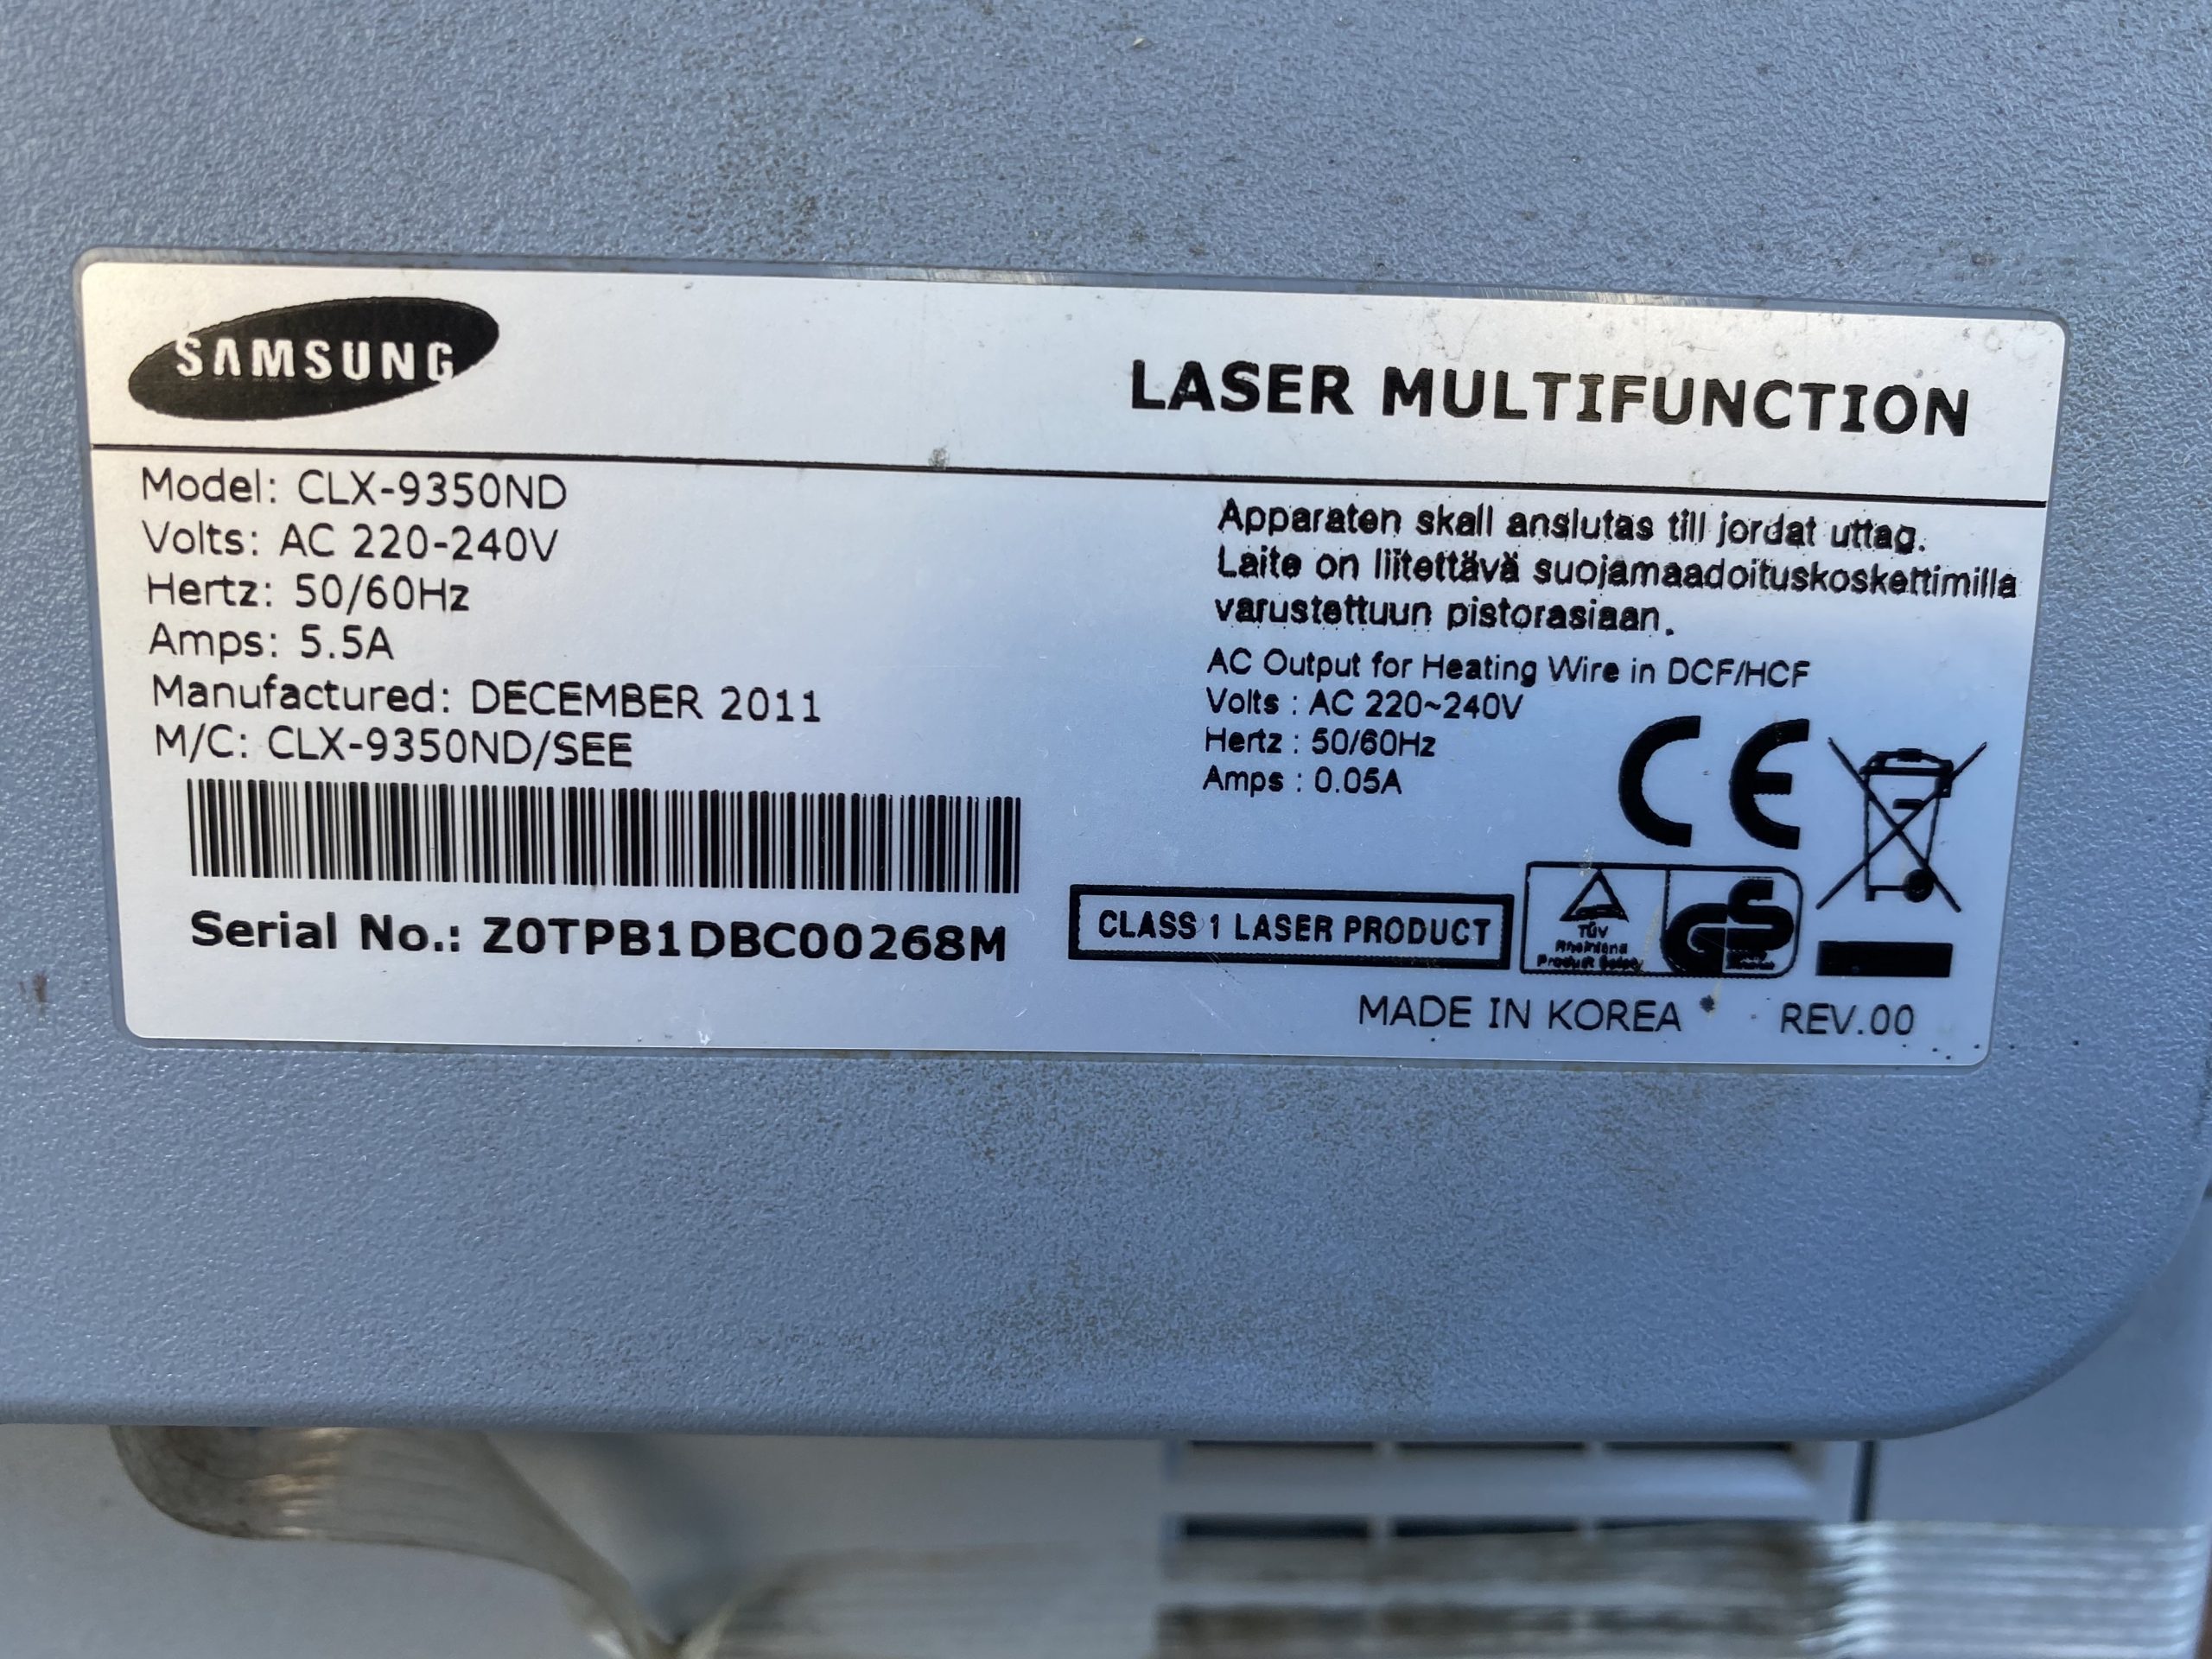 SAMSUNG
LASER MULTIFUNCTION
Model: CLX-9350ND
Volts: AC 220-240V
Hertz: 50/60Hz
Amps: 5.5A
Manufactured: DECEMBER 2011
M/C: CLX-9350ND/SEE
Serial No.: Z0TPB1DBC00268M
Apparaten skall anslutas till jordat uttag.
Laite on liitettävä suojamaadoituskoskettimilla
varustettuun pistorasiaan.
AC Output for Heating Wire in DCF/HCF
Volts : AC 220~240V
Hertz : 50/60Hz
Amps : 0.05A
CE
CLASS 1 LASER PRODUCT
TÜV
Rheinland
Product Safety
GS
MADE IN KOREA
REV.00